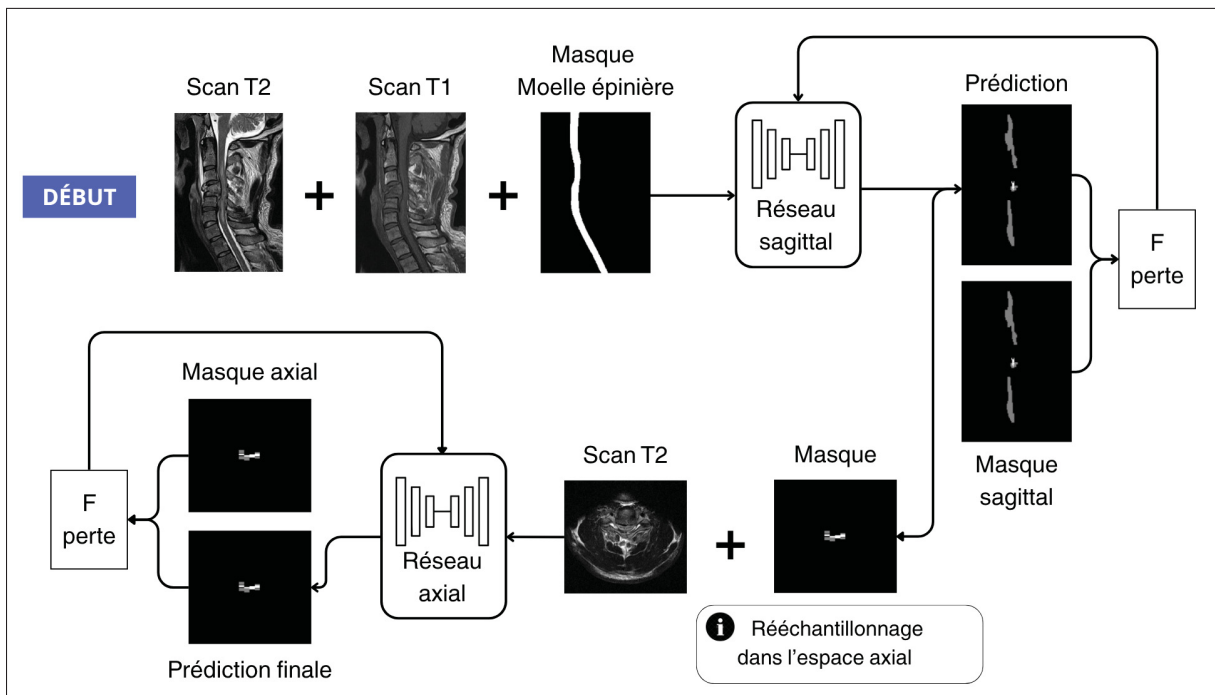 DÉBUT
Scan T2
Scan T1
Masque
Moelle épinière
Réseau
sagittal
Prédiction
F
perte
Masque
sagittal
Masque axial
F
perte
Prédiction finale
Réseau
axial
Scan T2
Masque
Rééchantillonnage
dans l'espace axial